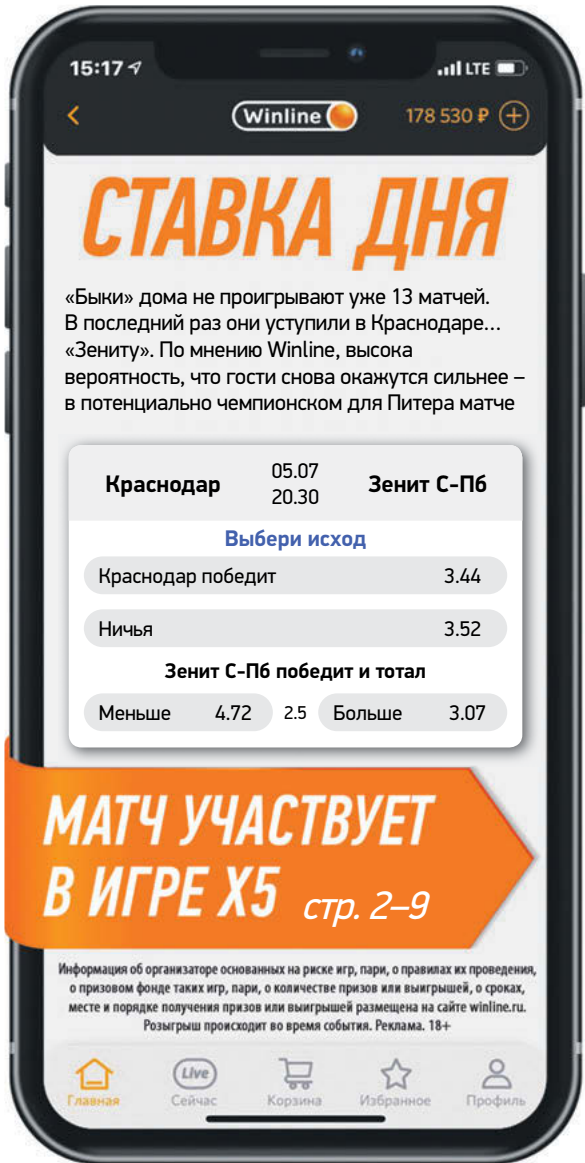 15:17
LTE
Winline
178 530 ₽
СТАВКА ДНЯ
«Быки» дома не проигрывают уже 13 матчей.
В последний раз они уступили в Краснодаре...
«Зениту». По мнению Winline, высока
вероятность, что гости снова окажутся сильнее –
в потенциально чемпионском для Питера матче
Краснодар 05.07 Зенит С-Пб
20.30
Выбери исход
Краснодар победит 3.44
Ничья 3.52
Зенит С-Пб победит и тотал
Меньше 4.72 2.5 Больше 3.07
МАТЧ УЧАСТВУЕТ
В ИГРЕ X5 стр. 2–9
Информация об организаторе основанных на риске игр, пари, о правилах их проведения,
о призовом фонде таких игр, пари, о количестве призов или выигрышей, о сроках,
месте и порядке получения призов или выигрышей размещена на сайте winline.ru.
Розыгрыш происходит во время события. Реклама. 18+
Live
Главная Сейчас Корзина Избранное Профиль